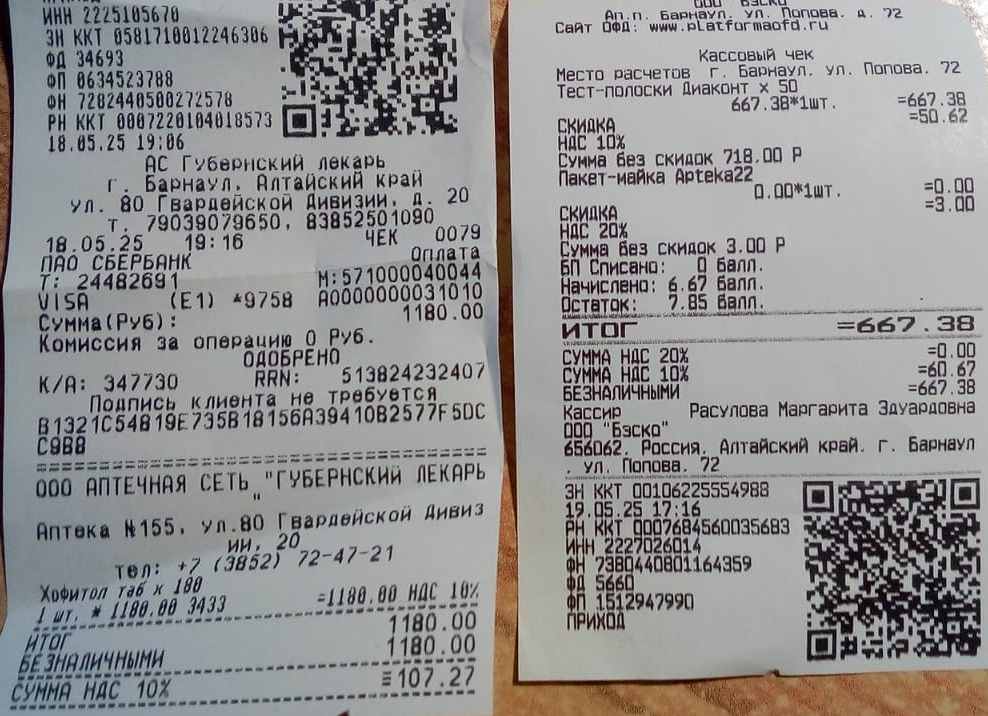 ИНН 2225105670
ЗН ККТ 0581710012246306
ФД 34693
ФП 0634523788
ФН 7282440500272578
РН ККТ 0007220104018573
18.05.25 19:06
АС Губернский лекарь
г. Барнаул, Алтайский край
ул. 80 Гвардейской Дивизии, д. 20
т. 79039079650, 83852501090
18.05.25 19:16 ЧЕК 0079
ПАО СБЕРБАНК Оплата
Т: 24482691 М:571000040044
VISA (E1) *9758 A0000000031010
Сумма(Руб): 1180.00
Комиссия за операцию 0 Руб.
ОДОБРЕНО
К/А: 347730 RRN: 513824232407
Подпись клиента не требуется
B1321C54819E735B18156A39410B2577F5DC
C9B8
ООО АПТЕЧНАЯ СЕТЬ "ГУБЕРНСКИЙ ЛЕКАРЬ
"
Аптека №155, ул.80 Гвардейской Дивиз
ии, 20
тел: +7 (3852) 72-47-21
Хофитол таб х 180
1 шт. * 1180.00 3433 =1180.00 НДС 10%
ИТОГ 1180.00
БЕЗНАЛИЧНЫМИ 1180.00
СУММА НДС 10% =107.27
ООО "БЭСКО"
Ап.п. Барнаул. ул. Попова. д. 72
Сайт ОФД: www.platformaofd.ru
Кассовый чек
Место расчетов г. Барнаул. ул. Попова. 72
Тест-полоски Диаконт х 50
667.38*1шт. =667.38
СКИДКА =50.62
НДС 10%
Сумма без скидок 718.00 Р
Пакет-майка Apteka22
0.00*1шт. =0.00
СКИДКА =3.00
НДС 20%
Сумма без скидок 3.00 Р
БП Списано: 0 балл.
Начислено: 6.67 балл.
Остаток: 7.85 балл.
ИТОГ =667.38
СУММА НДС 20% =0.00
СУММА НДС 10% =60.67
БЕЗНАЛИЧНЫМИ =667.38
Кассир Расулова Маргарита Эдуардовна
ООО "Бэско"
656062. Россия. Алтайский край. г. Барнаул
. ул. Попова. 72
ЗН ККТ 00106225554988
19.05.25 17:16
РН ККТ 0007684560035683
ИНН 2227026014
ФН 7380440801164359
ФД 5660
ФП 1512947990
ПРИХОД